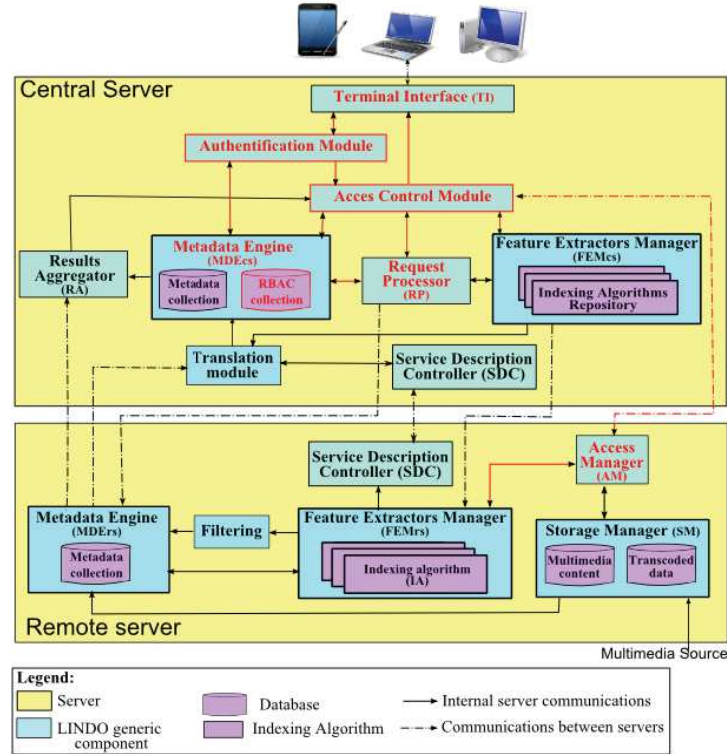 Central Server
Terminal Interface (TI)
Authentification Module
Acces Control Module
Results
Aggregator
(RA)
Metadata Engine
(MDEcs)
Metadata
collection
RBAC
collection
Request
Processor
(RP)
Feature Extractors Manager
(FEMcs)
Indexing Algorithms
Repository
Translation
module
Service Description
Controller (SDC)
Service Description
Controller (SDC)
Access
Manager
(AM)
Metadata Engine
(MDErs)
Metadata
collection
Filtering
Feature Extractors Manager
(FEMrs)
Indexing algorithm
(IA)
Storage Manager (SM)
Multimedia
content
Transcoded
data
Remote server
Multimedia Source
Legend:
Server
LINDO generic
component
Database
Indexing Algorithm
Internal server communications
Communications between servers